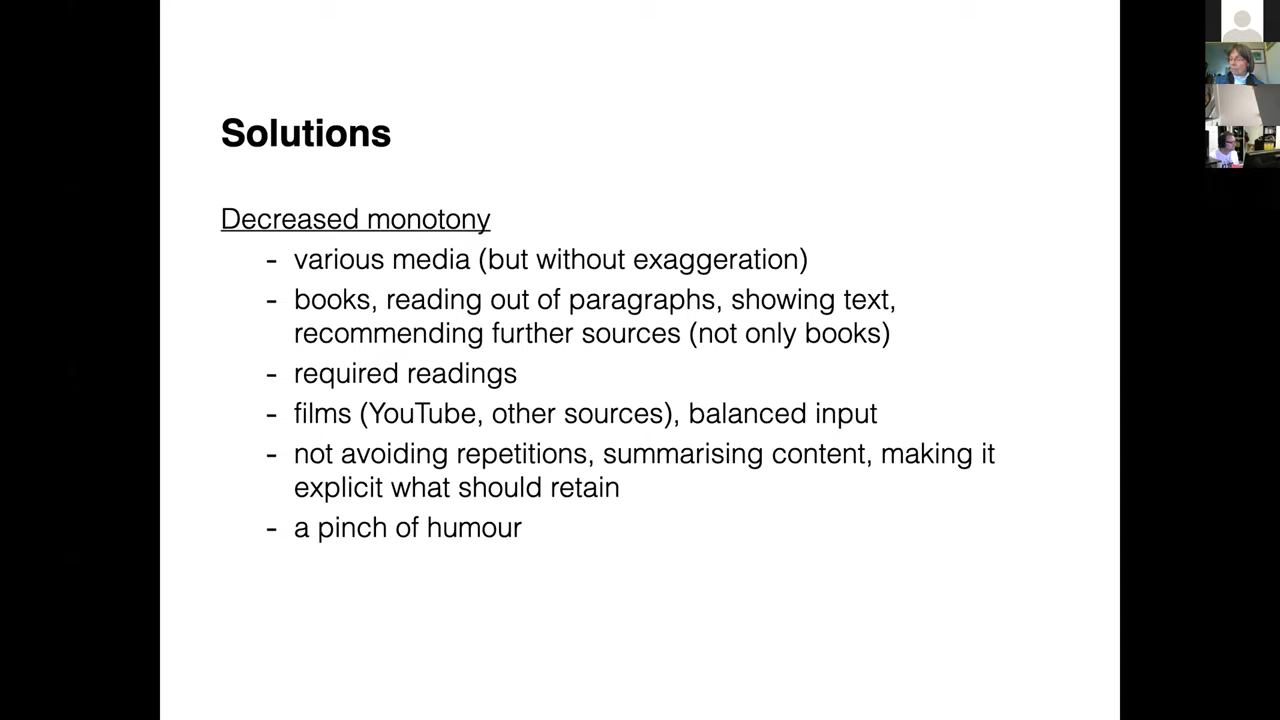 Solutions
Decreased monotony
- various media (but without exaggeration)
- books, reading out of paragraphs, showing text,
recommending further sources (not only books)
- required readings
- films (YouTube, other sources), balanced input
- not avoiding repetitions, summarising content, making it
explicit what should retain
- a pinch of humour